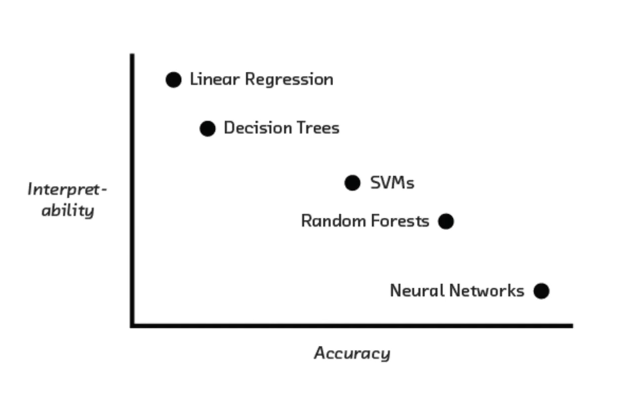 Linear Regression
Decision Trees
SVMs
Interpret-
ability
Random Forests
Neural Networks
Accuracy